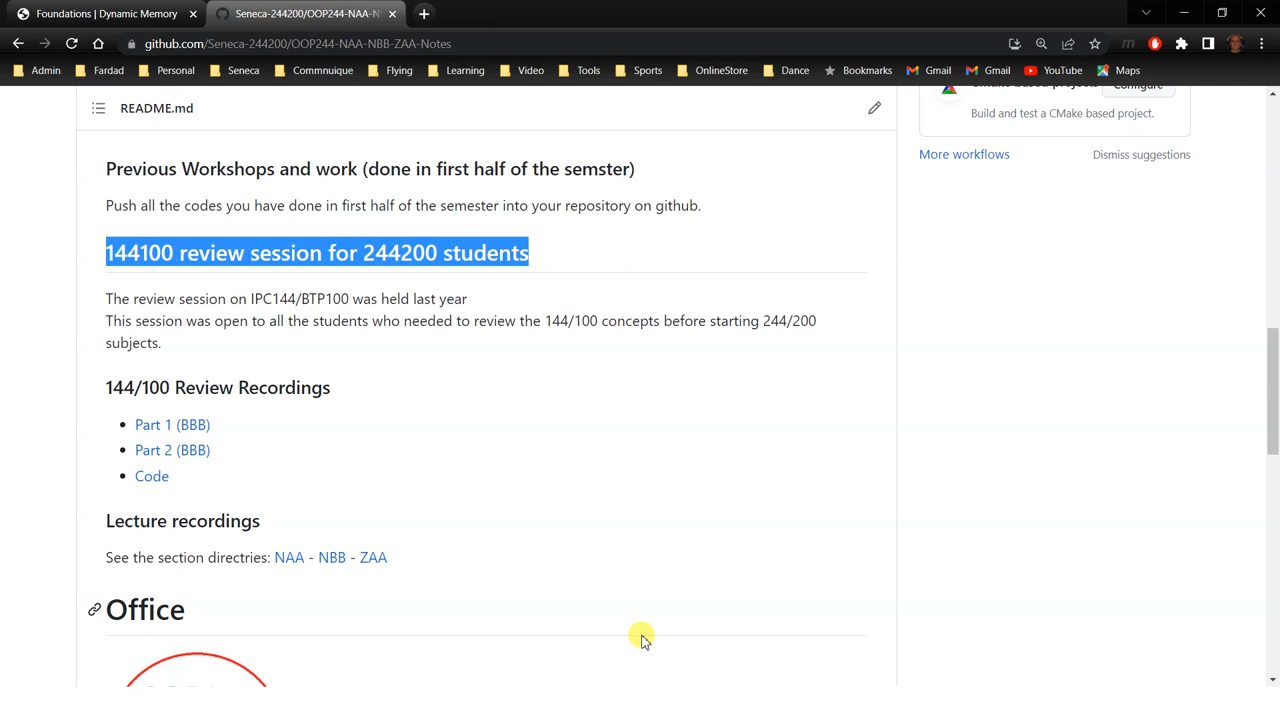 Foundations | Dynamic Memory
Seneca-244200/OOP244-NAA-N
github.com/Seneca-244200/OOP244-NAA-NBB-ZAA-Notes
Admin Fardad Personal Seneca Commnuique Flying Learning Video Tools Sports OnlineStore Dance Bookmarks Gmail Gmail YouTube Maps
README.md
Configure
Build and test a CMake based project.
More workflows Dismiss suggestions
Previous Workshops and work (done in first half of the semster)
Push all the codes you have done in first half of the semester into your repository on github.
144100 review session for 244200 students
The review session on IPC144/BTP100 was held last year
This session was open to all the students who needed to review the 144/100 concepts before starting 244/200
subjects.
144/100 Review Recordings
Part 1 (BBB)
Part 2 (BBB)
Code
Lecture recordings
See the section directries: NAA - NBB - ZAA
Office